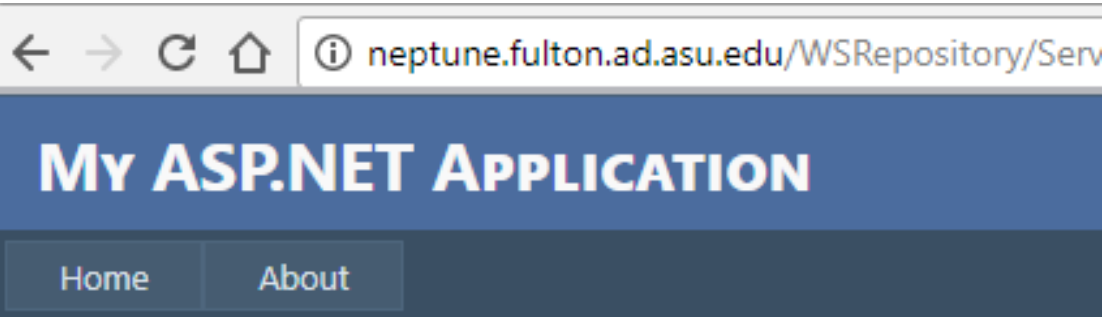 neptune.fulton.ad.asu.edu/WSRepository/Serv
My ASP.NET Application
Home About